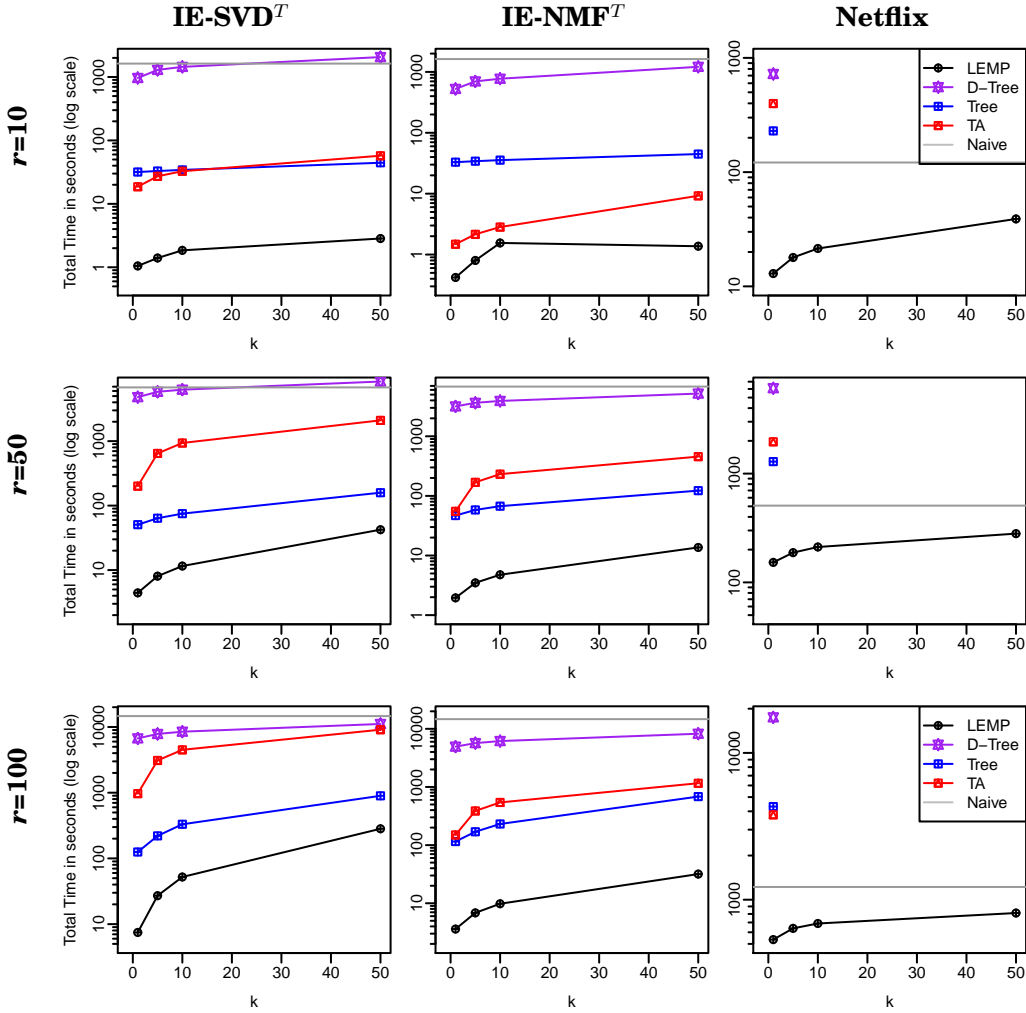 IE-SVD^T IE-NMF^T Netflix
r=10
Total Time in seconds (log scale)
1 10 100 1000
0 10 20 30 40 50
k
1 10 100 1000
0 10 20 30 40 50
k
10 100 1000
0 10 20 30 40 50
k
LEMP
D-Tree
Tree
TA
Naive
r=50
Total Time in seconds (log scale)
10 100 1000
0 10 20 30 40 50
k
1 10 100 1000
0 10 20 30 40 50
k
100 1000
0 10 20 30 40 50
k
r=100
Total Time in seconds (log scale)
10 100 1000 10000
0 10 20 30 40 50
k
10 100 1000 10000
0 10 20 30 40 50
k
1000 10000
0 10 20 30 40 50
k
LEMP
D-Tree
Tree
TA
Naive